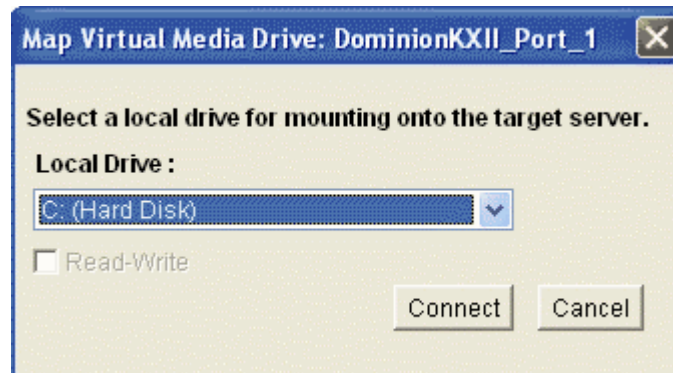 Map Virtual Media Drive: DominionKXII_Port_1
Select a local drive for mounting onto the target server.
Local Drive :
C: (Hard Disk)
Read-Write
Connect Cancel